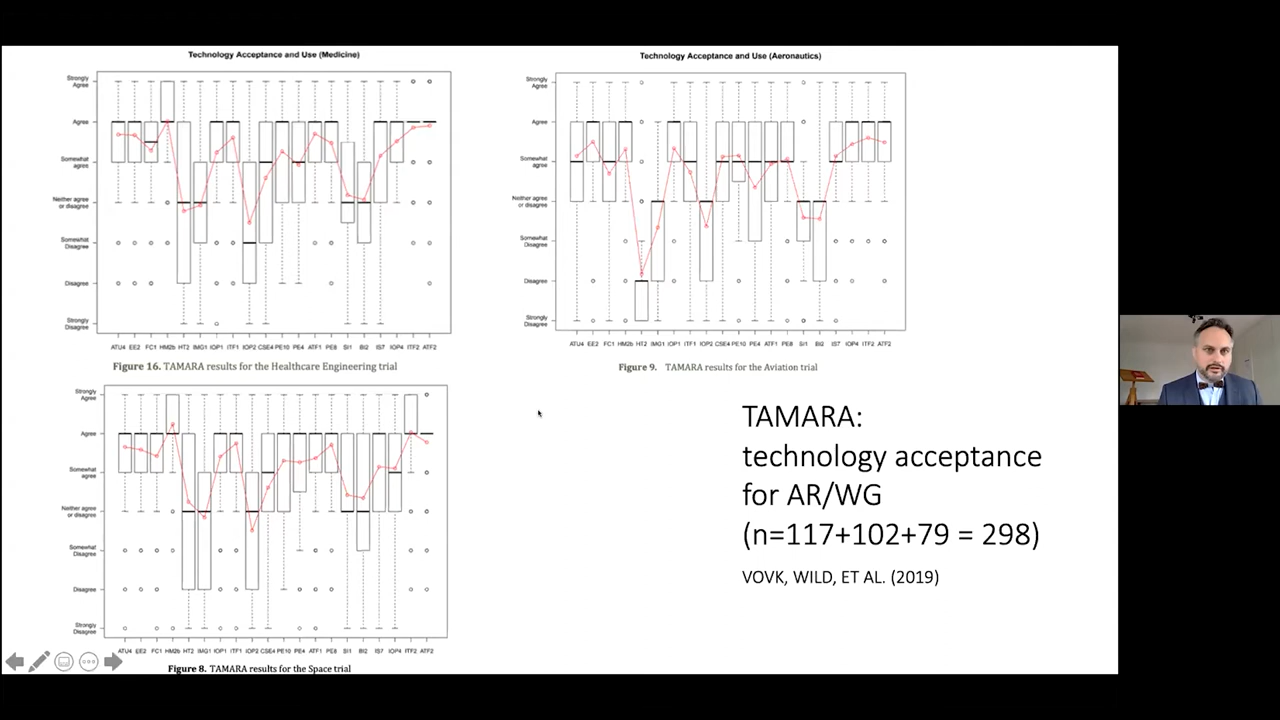 Technology Acceptance and Use (Medicine)
Strongly
Agree
Agree
Somewhat
agree
Neither agree
or disagree
Somewhat
Disagree
Disagree
Strongly
Disagree
ATU4 EE2 FC1 HM2b HT2 IMG1 IOP1 ITF1 IOP2 CSE4 PE10 PE4 ATF1 PE8 SI1 BI2 IS7 IOP4 ITF2 ATF2
Figure 16. TAMARA results for the Healthcare Engineering trial
Technology Acceptance and Use (Aeronautics)
Strongly
Agree
Agree
Somewhat
agree
Neither agree
or disagree
Somewhat
Disagree
Disagree
Strongly
Disagree
ATU4 EE2 FC1 HM2b HT2 IMG1 IOP1 ITF1 IOP2 CSE4 PE10 PE4 ATF1 PE8 SI1 BI2 IS7 IOP4 ITF2 ATF2
Figure 9. TAMARA results for the Aviation trial
Strongly
Agree
Agree
Somewhat
agree
Neither agree
or disagree
Somewhat
Disagree
Disagree
Strongly
Disagree
ATU4 EE2 FC1 HM2b HT2 IMG1 IOP1 ITF1 IOP2 CSE4 PE10 PE4 ATF1 PE8 SI1 BI2 IS7 IOP4 ITF2 ATF2
Figure 8. TAMARA results for the Space trial
TAMARA:
technology acceptance
for AR/WG
(n=117+102+79 = 298)
VOVK, WILD, ET AL. (2019)